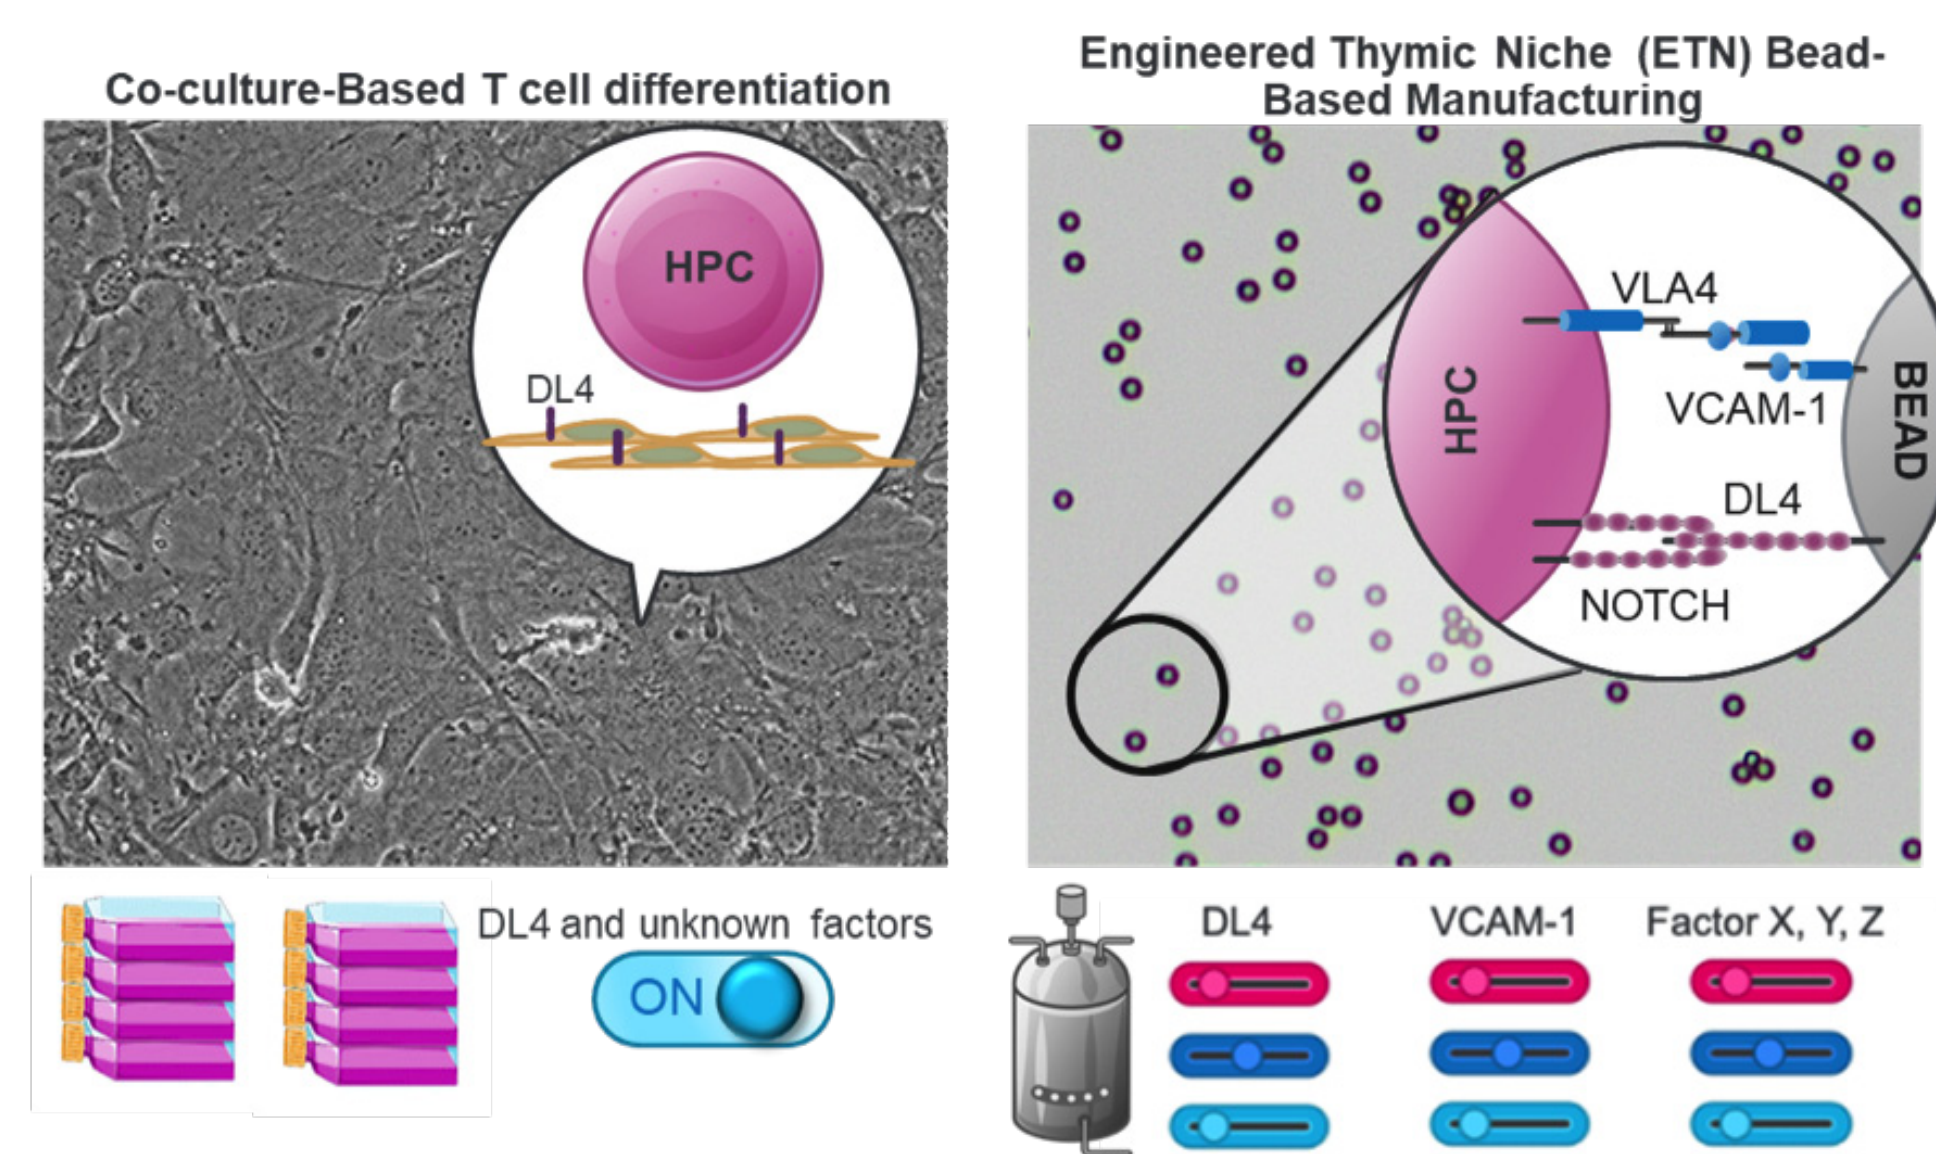 Co-culture-Based T cell differentiation
HPC
DL4
DL4 and unknown factors
ON
Engineered Thymic Niche (ETN) Bead-
Based Manufacturing
VLA4
HPC
VCAM-1
BEAD
DL4
NOTCH
DL4
VCAM-1
Factor X, Y, Z